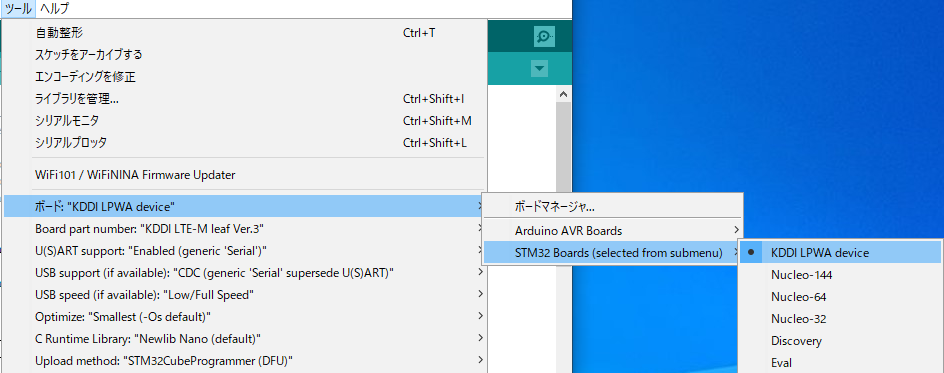 ツール ヘルプ
自動整形 Ctrl+T
スケッチをアーカイブする
エンコーディングを修正
ライブラリを管理... Ctrl+Shift+I
シリアルモニタ Ctrl+Shift+M
シリアルプロッタ Ctrl+Shift+L
WiFi101 / WiFiNINA Firmware Updater
ボード: "KDDI LPWA device"
Board part number: "KDDI LTE-M leaf Ver.3"
U(S)ART support: "Enabled (generic 'Serial')"
USB support (if available): "CDC (generic 'Serial' supersede U(S)ART)"
USB speed (if available): "Low/Full Speed"
Optimize: "Smallest (-Os default)"
C Runtime Library: "Newlib Nano (default)"
Upload method: "STM32CubeProgrammer (DFU)"
ボードマネージャ...
Arduino AVR Boards
STM32 Boards (selected from submenu)
KDDI LPWA device
Nucleo-144
Nucleo-64
Nucleo-32
Discovery
Eval